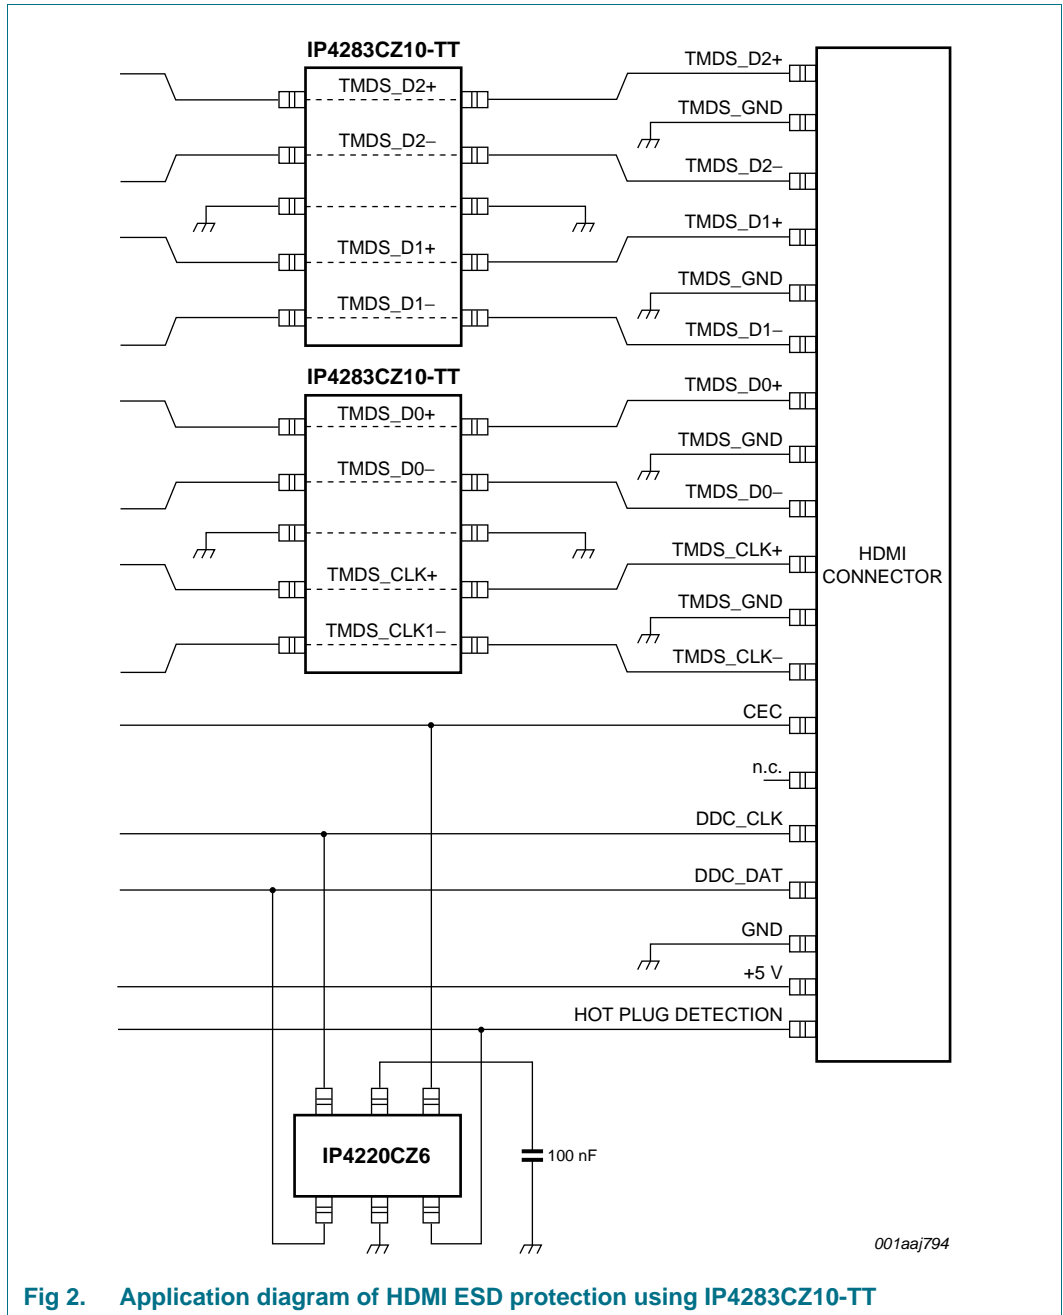 IP4283CZ10-TT
TMDS_D2+
TMDS_D2−
TMDS_D1+
TMDS_D1−
IP4283CZ10-TT
TMDS_D0+
TMDS_D0−
TMDS_CLK+
TMDS_CLK1−
TMDS_D2+
TMDS_GND
TMDS_D2−
TMDS_D1+
TMDS_GND
TMDS_D1−
TMDS_D0+
TMDS_GND
TMDS_D0−
TMDS_CLK+
TMDS_GND
TMDS_CLK−
CEC
n.c.
DDC_CLK
DDC_DAT
GND
+5 V
HOT PLUG DETECTION
HDMI
CONNECTOR
IP4220CZ6
100 nF
001aaj794
Fig 2. Application diagram of HDMI ESD protection using IP4283CZ10-TT